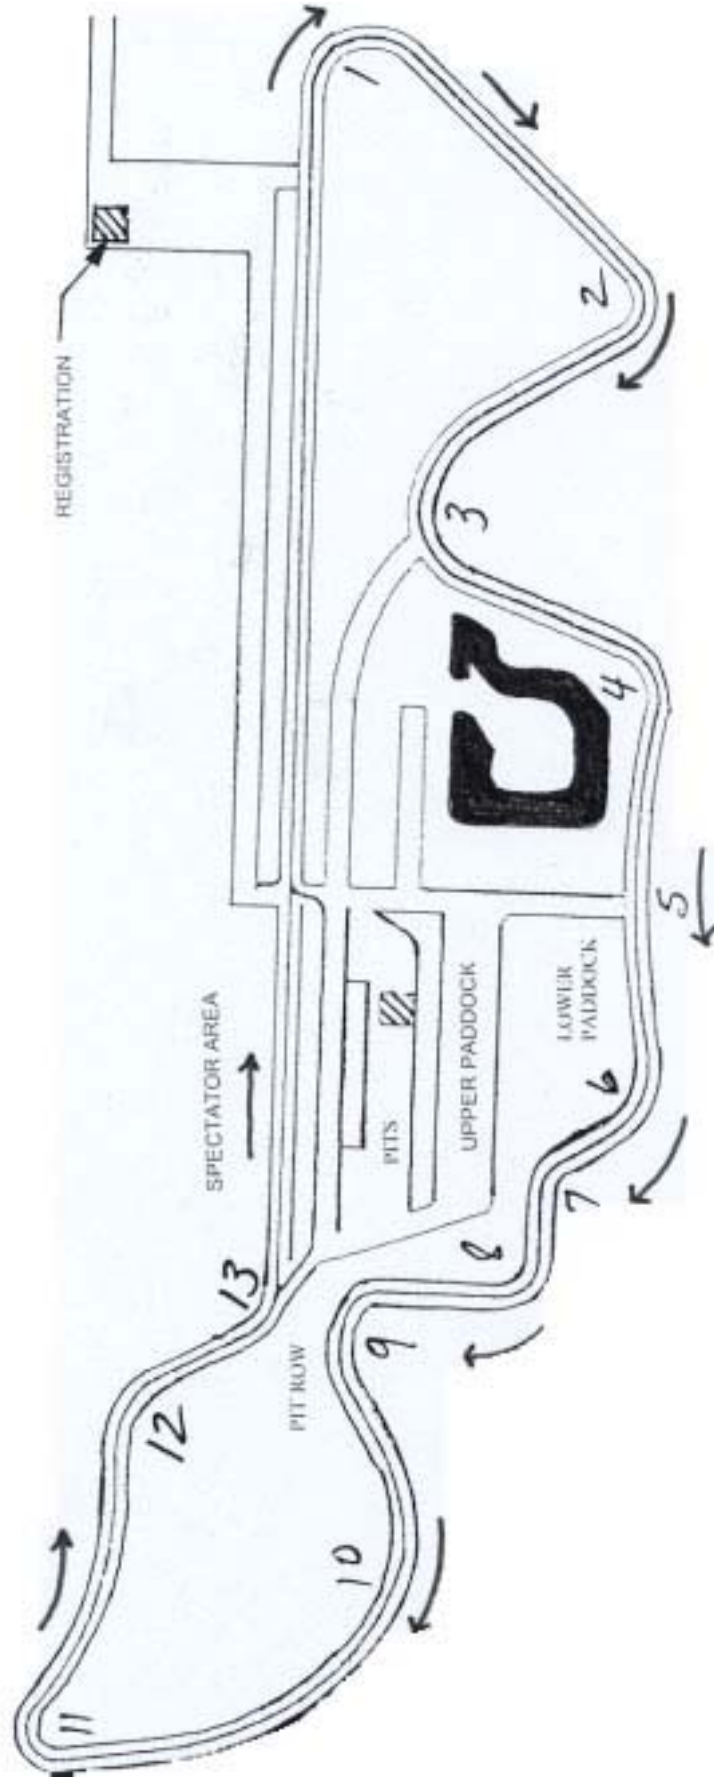 1
2
3
4
5
6
7
8
9
10
11
12
13
REGISTRATION
SPECTATOR AREA
PITS
UPPER PADDOCK
LOWER
PADDOCK
PIT ROW